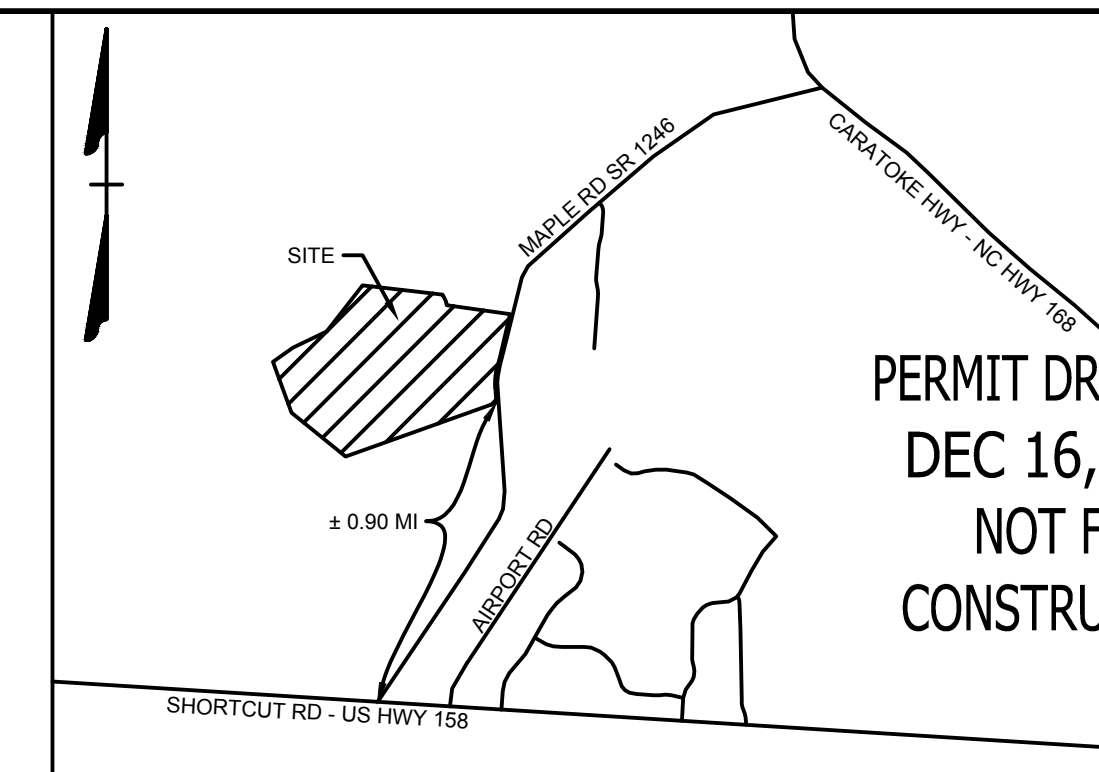 MAPLE RD SR 1246
CARATOKE HWY - NC HWY 168
SITE
PERMIT DR
DEC 16,
NOT F
CONSTRU
± 0.90 MI
AIRPORT RD
SHORTCUT RD - US HWY 158